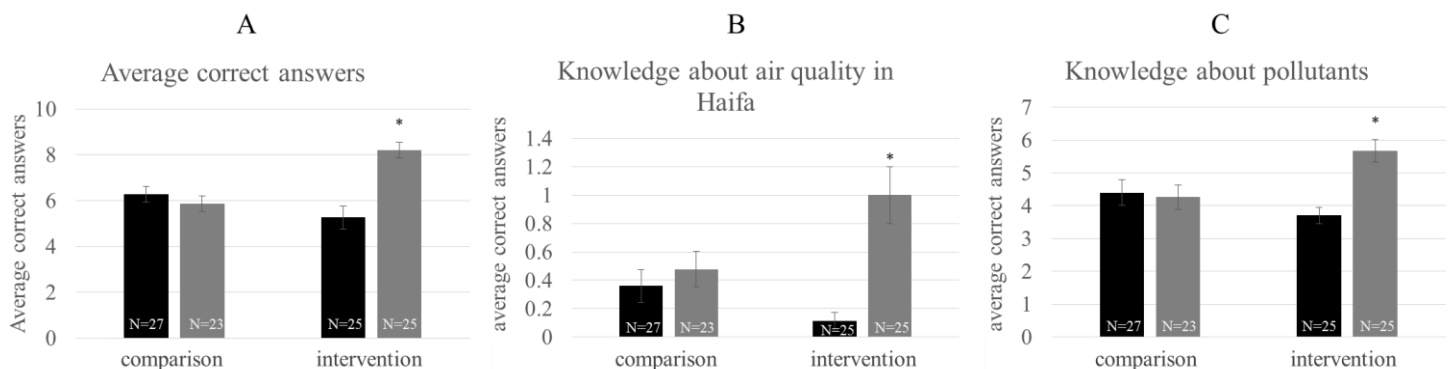 A
Average correct answers
Average correct answers
10
8
6
4
2
0
*
N=27
N=23
N=25
N=25
comparison
intervention
B
Knowledge about air quality in
Haifa
average correct answers
1.4
1.2
1
0.8
0.6
0.4
0.2
0
*
N=27
N=23
N=25
N=25
comparison
intervention
C
Knowledge about pollutants
average correct answers
7
6
5
4
3
2
1
0
*
N=27
N=23
N=25
N=25
comparison
intervention